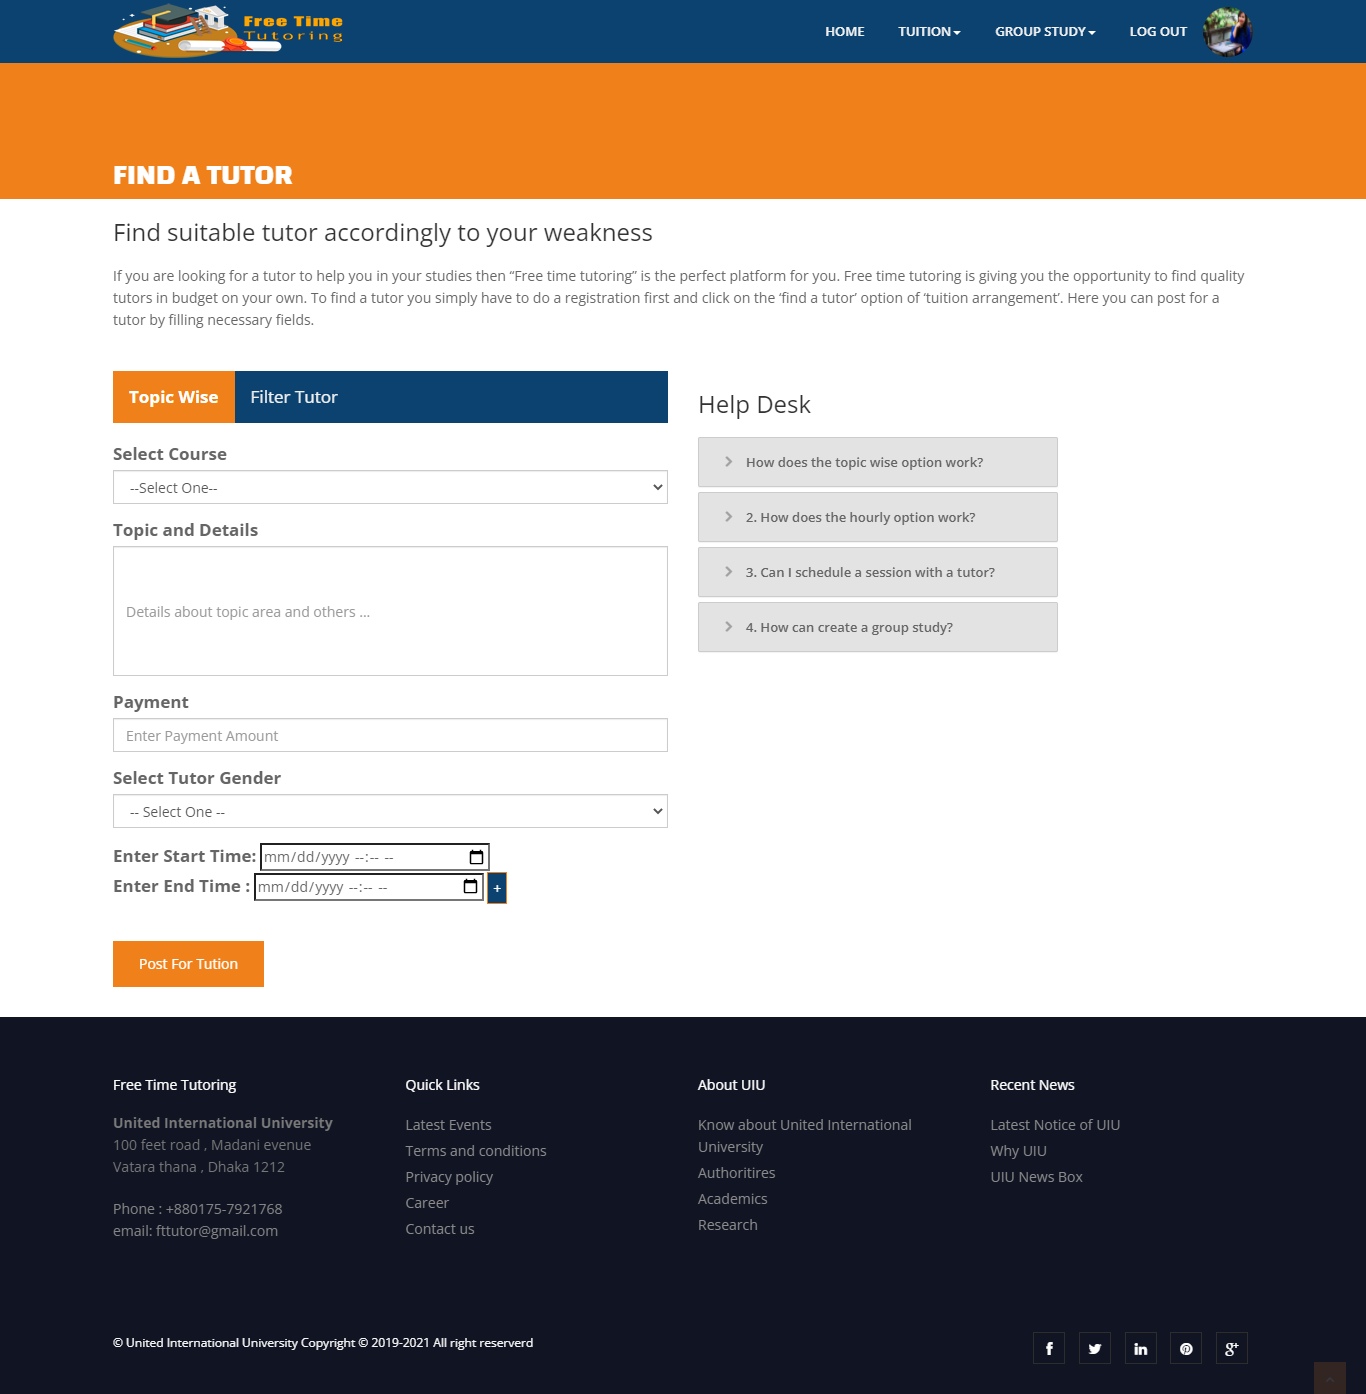 Free Time
Tutoring
HOME
TUITION
GROUP STUDY
LOG OUT
FIND A TUTOR
Find suitable tutor accordingly to your weakness
If you are looking for a tutor to help you in your studies then “Free time tutoring” is the perfect platform for you. Free time tutoring is giving you the opportunity to find quality
tutors in budget on your own. To find a tutor you simply have to do a registration first and click on the ‘find a tutor’ option of ‘tuition arrangement’. Here you can post for a
tutor by filling necessary fields.
Topic Wise
Filter Tutor
Select Course
--Select One--
Topic and Details
Details about topic area and others ...
Payment
Enter Payment Amount
Select Tutor Gender
-- Select One --
Enter Start Time: mm/dd/yyyy --:-- --
Enter End Time : mm/dd/yyyy --:-- -- +
Post For Tution
Help Desk
How does the topic wise option work?
2. How does the hourly option work?
3. Can I schedule a session with a tutor?
4. How can create a group study?
Free Time Tutoring
United International University
100 feet road , Madani evenue
Vatara thana , Dhaka 1212
Phone : +880175-7921768
email: fttutor@gmail.com
Quick Links
Latest Events
Terms and conditions
Privacy policy
Career
Contact us
About UIU
Know about United International
University
Authoritires
Academics
Research
Recent News
Latest Notice of UIU
Why UIU
UIU News Box
© United International University Copyright © 2019-2021 All right reserverd